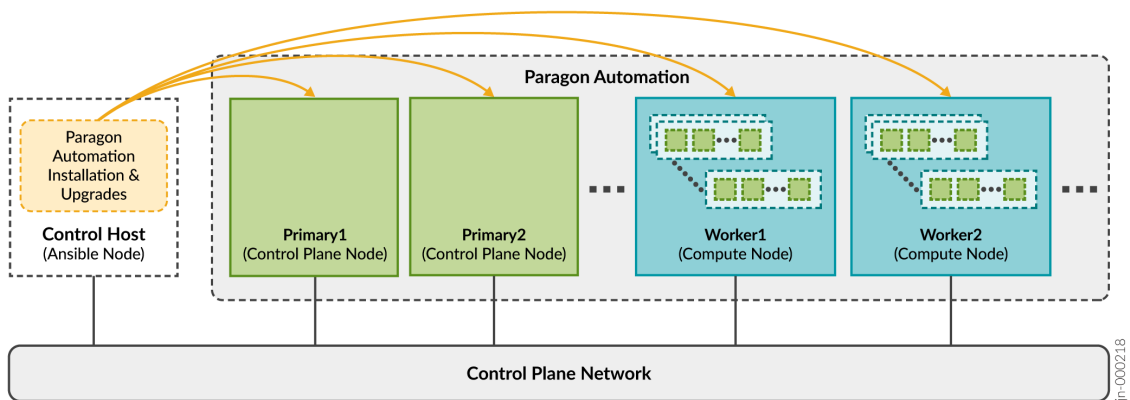 Paragon Automation
Paragon
Automation
Installation &
Upgrades
Control Host
(Ansible Node)
Primary1
(Control Plane Node)
Primary2
(Control Plane Node)
Worker1
(Compute Node)
Worker2
(Compute Node)
Control Plane Network
jn-000218